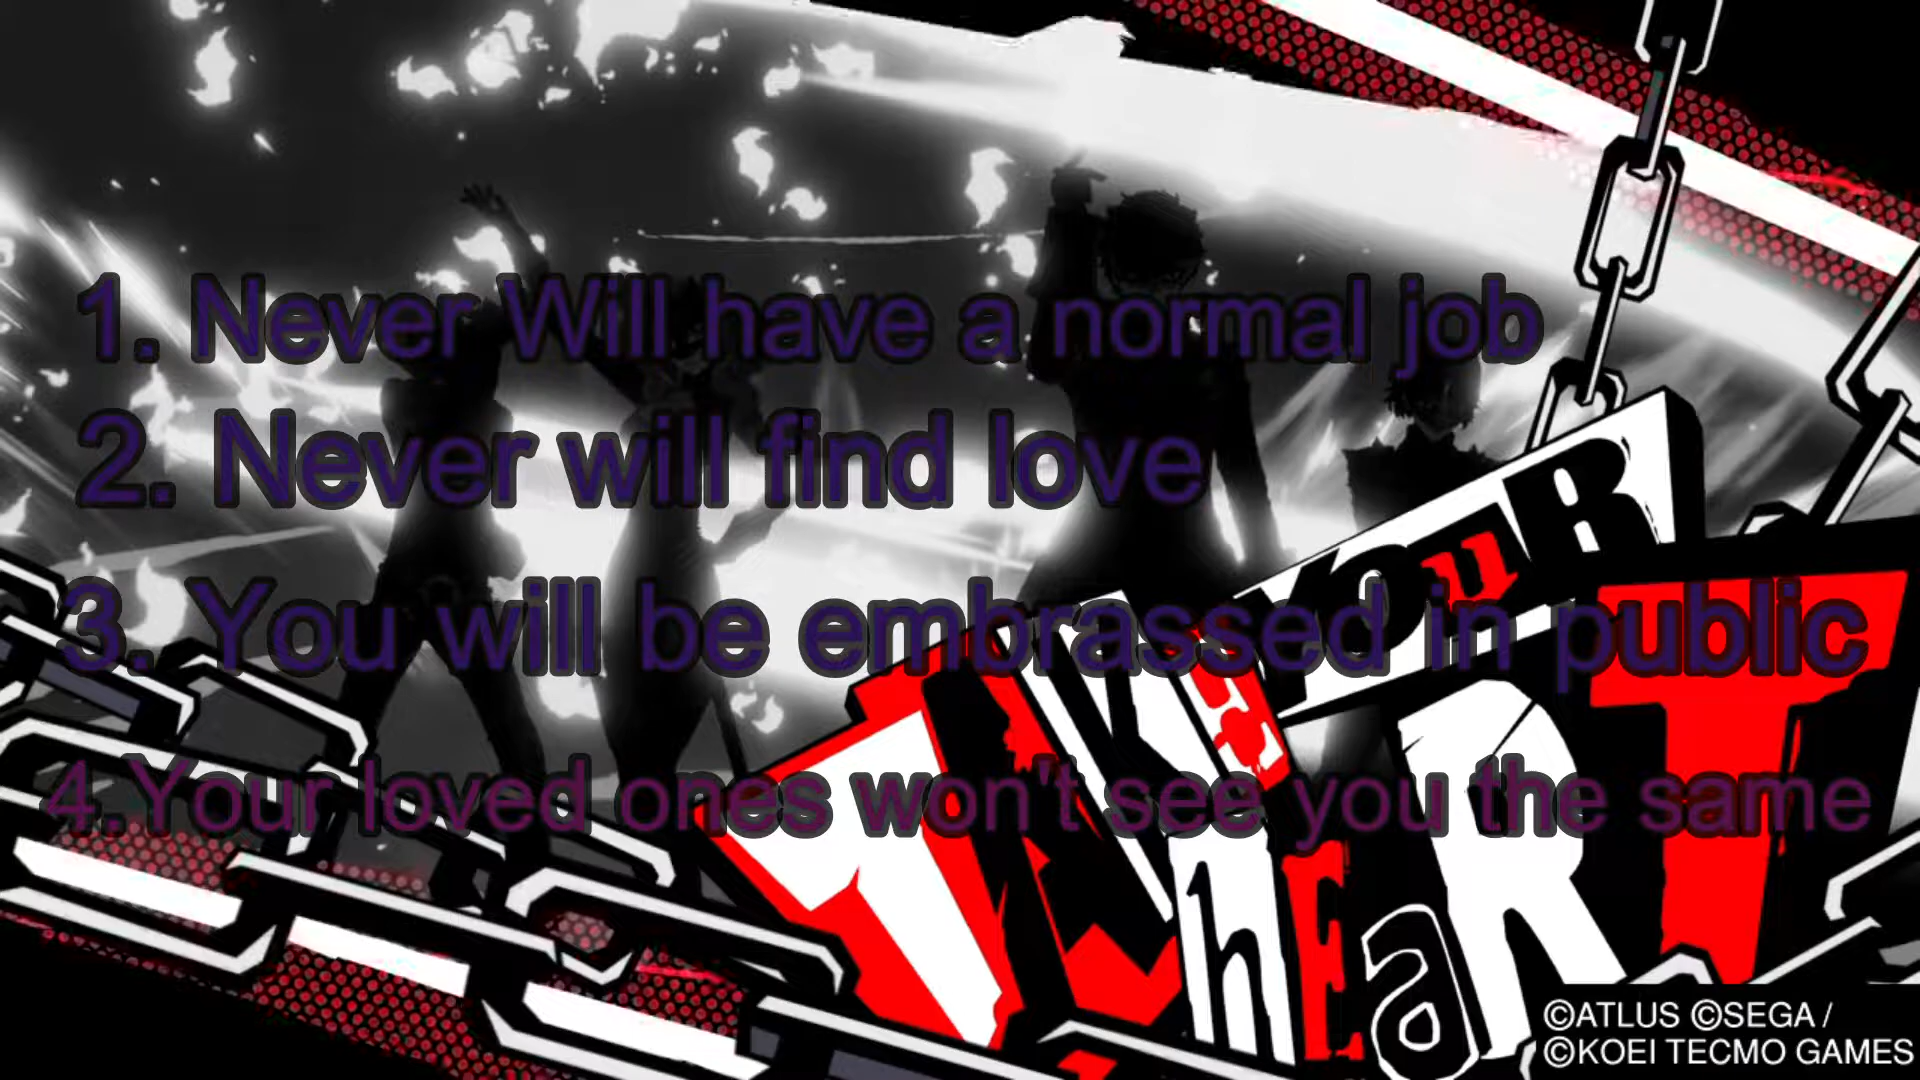 1. Never Will have a normal job
2. Never will find love
3. You will be embrassed in public
4.Your loved ones won't see you the same
TAKE YOuR hEaRT
©ATLUS ©SEGA /
©KOEI TECMO GAMES